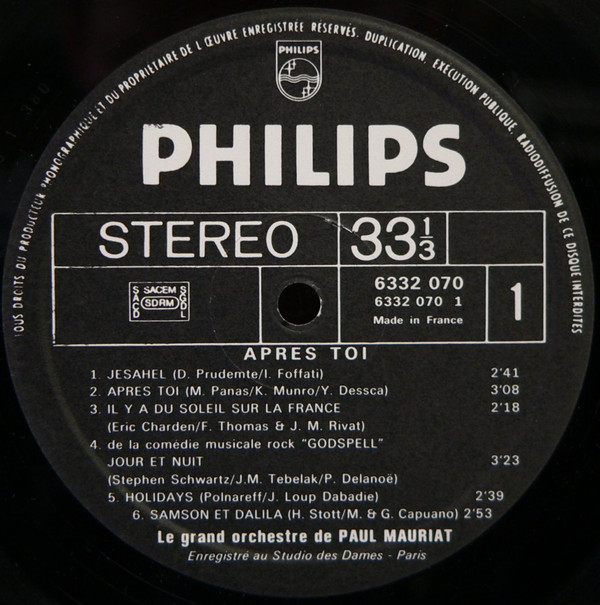 TOUS DROITS DU PRODUCTEUR PHONOGRAPHIQUE ET DU PROPRIETAIRE DE L ŒUVRE ENREGISTREE RESERVES. DUPLICATION, EXECUTION PUBLIQUE, RADIODIFFUSION DE CE DISQUE INTERDITES
PHILIPS
PHILIPS
STEREO 33 1/3
SACD SACEM SDRM SGDL
6332 070
6332 070 1
Made in France
1
APRES TOI
1. JESAHEL (D. Prudemte/I. Foffati) 2'41
2. APRES TOI (M. Panas/K. Munro/Y. Dessca) 3'08
3. IL Y A DU SOLEIL SUR LA FRANCE 2'18
(Eric Charden/F. Thomas & J. M. Rivat)
4. de la comédie musicale rock "GODSPELL"
JOUR ET NUIT 3'23
(Stephen Schwartz/J.M. Tebelak/P. Delanoë)
5. HOLIDAYS (Polnareff/J. Loup Dabadie) 2'39
6. SAMSON ET DALILA (H. Stott/M. & G. Capuano) 2'53
Le grand orchestre de PAUL MAURIAT
Enregistré au Studio des Dames - Paris